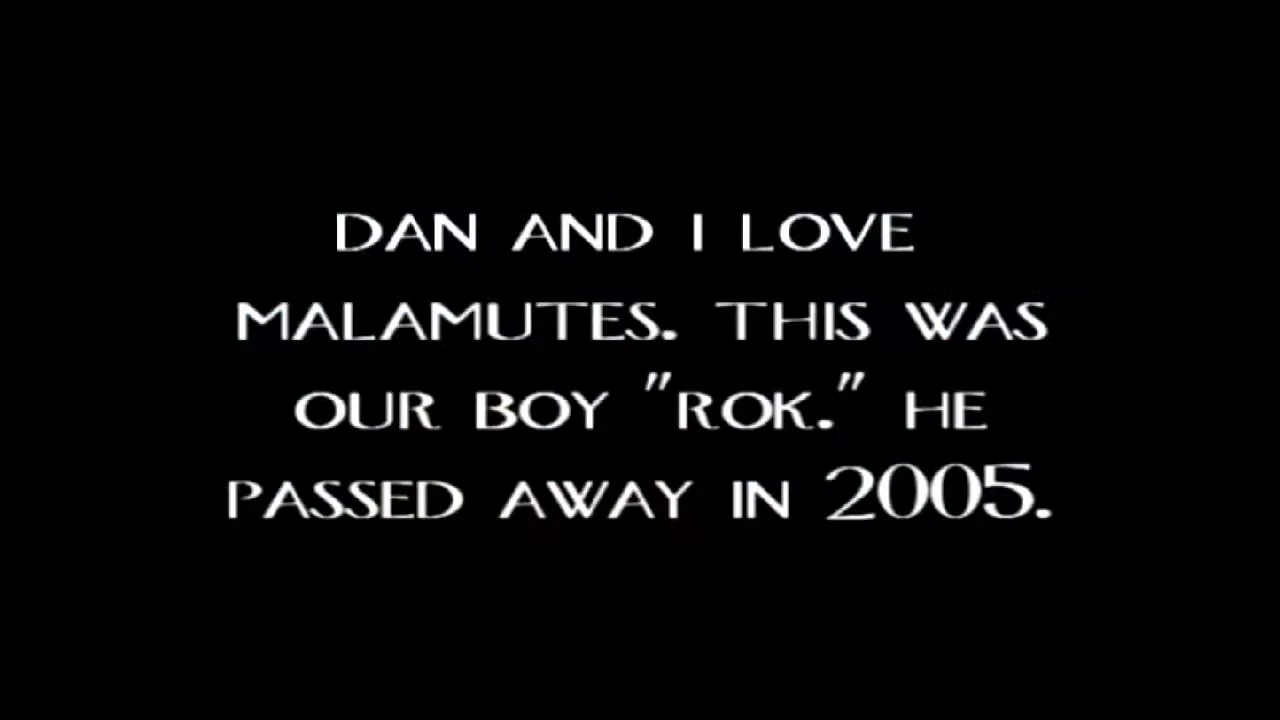 DAN AND I LOVE
MALAMUTES. THIS WAS
OUR BOY "ROK." HE
PASSED AWAY IN 2005.